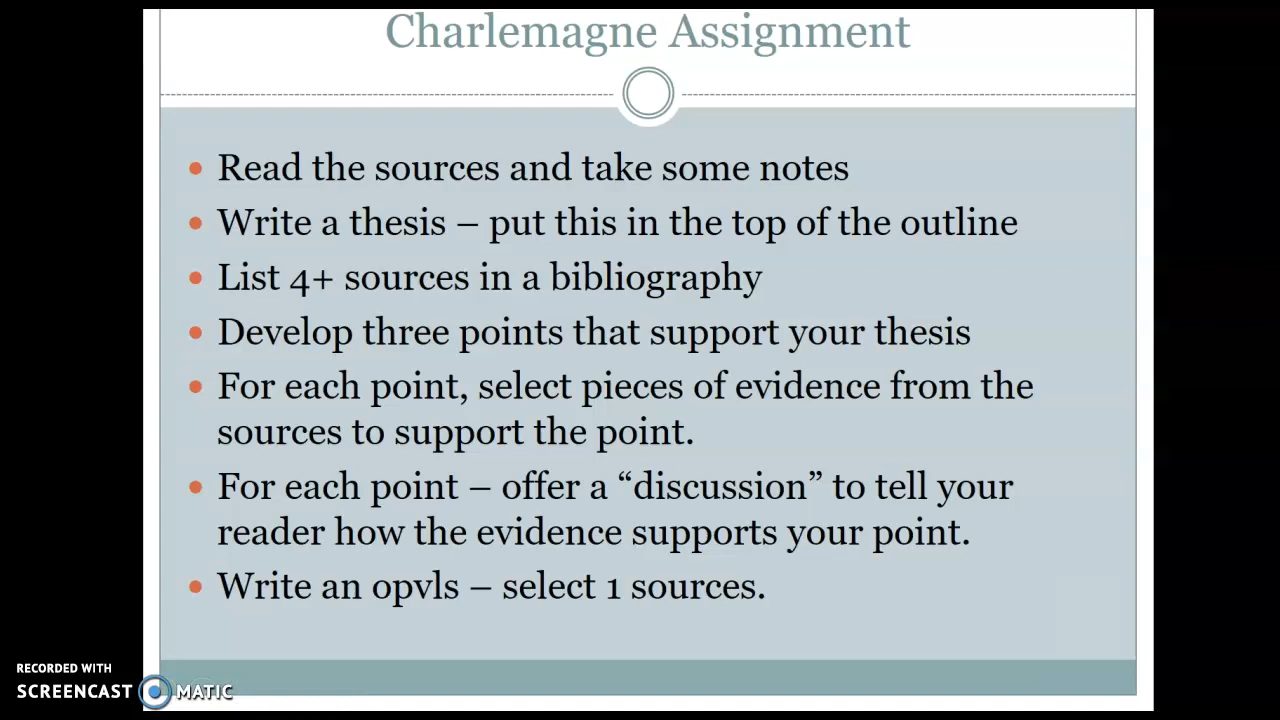 Charlemagne Assignment
Read the sources and take some notes
Write a thesis – put this in the top of the outline
List 4+ sources in a bibliography
Develop three points that support your thesis
For each point, select pieces of evidence from the
sources to support the point.
For each point – offer a “discussion” to tell your
reader how the evidence supports your point.
Write an opvls – select 1 sources.
RECORDED WITH
SCREENCAST MATIC